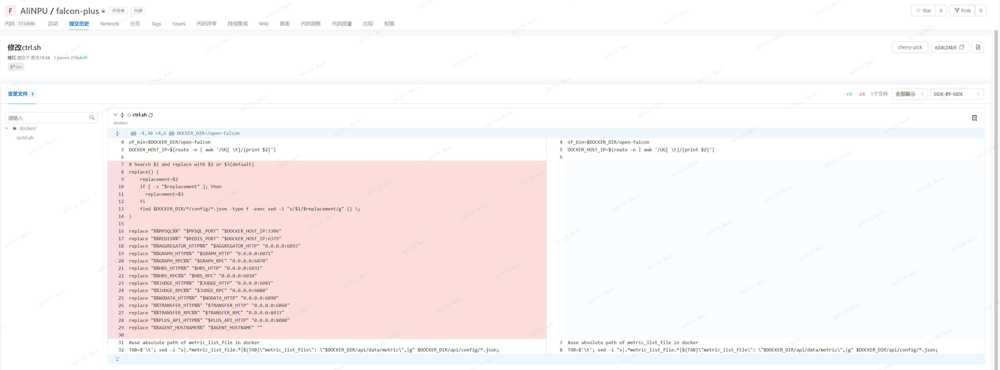 F AliNPU / falcon-plus 开发者 内源 Star 0 Fork 0
代码 17.53MB 活动 提交历史 Network 分支 Tags Issues 代码评审 持续集成 Wiki 报表 代码洞察 代码质量 比较 权限
修改ctrl.sh cherry-pick e2dc24b9
橙红 提交于 昨天15:36 1 parent 21fedc41
dev
变更文件 1 +0 -24 1个文件 全部展示 SIDE-BY-SIDE
请输入
docker/
ctrl.sh
ctrl.sh
docker/
@@ -4,30 +4,6 @@ DOCKER_DIR=/open-falcon
4 of_bin=$DOCKER_DIR/open-falcon
5 DOCKER_HOST_IP=$(route -n | awk '/UG[ \t]/{print $2}')
6
7 # Search $1 and replace with $2 or $3(defualt)
8 replace() {
9 replacement=$2
10 if [ -z "$replacement" ]; then
11 replacement=$3
12 fi
13 find $DOCKER_DIR/*/config/*.json -type f -exec sed -i "s/$1/$replacement/g" {} \;
14 }
15
16 replace "%%MYSQL%%" "$MYSQL_PORT" "$DOCKER_HOST_IP:3306"
17 replace "%%REDIS%%" "$REDIS_PORT" "$DOCKER_HOST_IP:6379"
18 replace "%%AGGREGATOR_HTTP%%" "$AGGREGATOR_HTTP" "0.0.0.0:6055"
19 replace "%%GRAPH_HTTP%%" "$GRAPH_HTTP" "0.0.0.0:6071"
20 replace "%%GRAPH_RPC%%" "$GRAPH_RPC" "0.0.0.0:6070"
21 replace "%%HBS_HTTP%%" "$HBS_HTTP" "0.0.0.0:6031"
22 replace "%%HBS_RPC%%" "$HBS_RPC" "0.0.0.0:6030"
23 replace "%%JUDGE_HTTP%%" "$JUDGE_HTTP" "0.0.0.0:6081"
24 replace "%%JUDGE_RPC%%" "$JUDGE_RPC" "0.0.0.0:6080"
25 replace "%%NODATA_HTTP%%" "$NODATA_HTTP" "0.0.0.0:6090"
26 replace "%%TRANSFER_HTTP%%" "$TRANSFER_HTTP" "0.0.0.0:6060"
27 replace "%%TRANSFER_RPC%%" "$TRANSFER_RPC" "0.0.0.0:8433"
28 replace "%%PLUS_API_HTTP%%" "$PLUS_API_HTTP" "0.0.0.0:8080"
29 replace "%%AGENT_HOSTNAME%%" "$AGENT_HOSTNAME" ""
30
31 #use absolute path of metric_list_file in docker
32 TAB=$'\t'; sed -i "s|.*metric_list_file.*|${TAB}\"metric_list_file\": \"$DOCKER_DIR/api/data/metric\",|g" $DOCKER_DIR/api/config/*.json;
4 of_bin=$DOCKER_DIR/open-falcon
5 DOCKER_HOST_IP=$(route -n | awk '/UG[ \t]/{print $2}')
6
7 #use absolute path of metric_list_file in docker
8 TAB=$'\t'; sed -i "s|.*metric_list_file.*|${TAB}\"metric_list_file\": \"$DOCKER_DIR/api/data/metric\",|g" $DOCKER_DIR/api/config/*.json;
447115 Mars